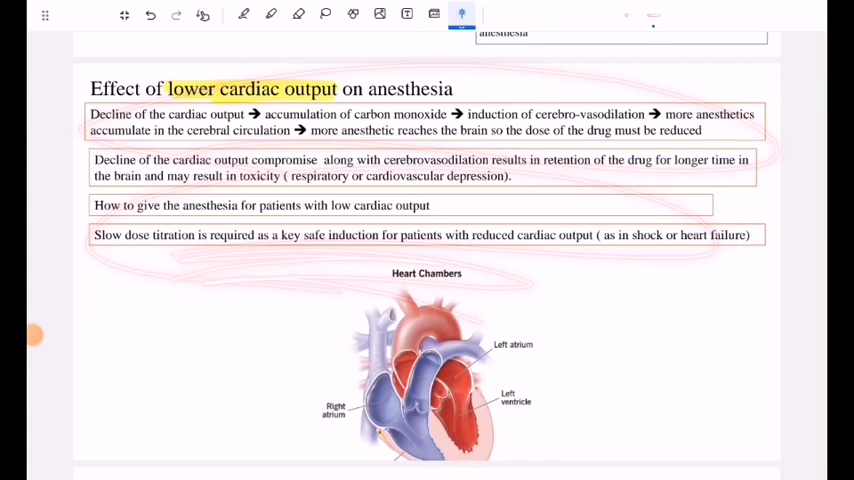 anesthesia
Effect of lower cardiac output on anesthesia
Decline of the cardiac output ➔ accumulation of carbon monoxide ➔ induction of cerebro-vasodilation ➔ more anesthetics
accumulate in the cerebral circulation ➔ more anesthetic reaches the brain so the dose of the drug must be reduced
Decline of the cardiac output compromise along with cerebrovasodilation results in retention of the drug for longer time in
the brain and may result in toxicity ( respiratory or cardiovascular depression).
How to give the anesthesia for patients with low cardiac output
Slow dose titration is required as a key safe induction for patients with reduced cardiac output ( as in shock or heart failure)
Heart Chambers
Left atrium
Left
ventricle
Right
atrium